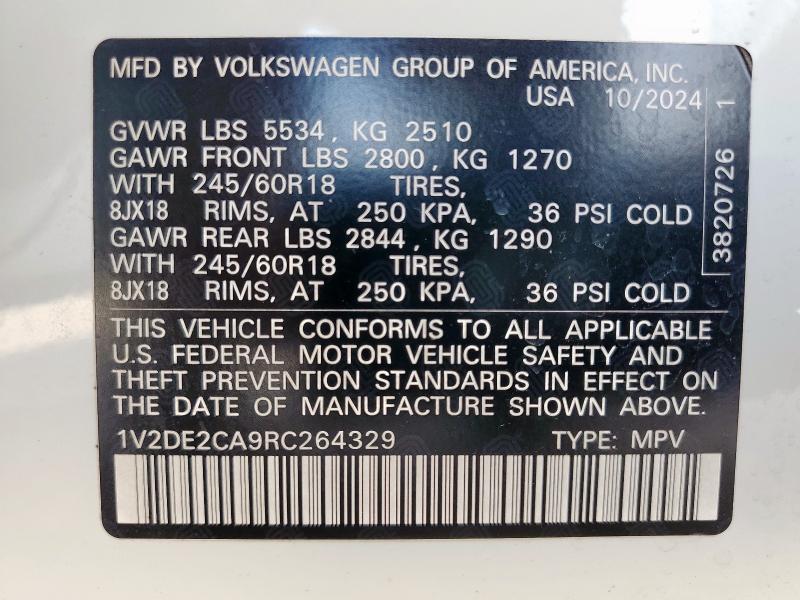 MFD BY VOLKSWAGEN GROUP OF AMERICA, INC.
USA 10/2024
GVWR LBS 5534, KG 2510
GAWR FRONT LBS 2800, KG 1270
WITH 245/60R18 TIRES,
8JX18 RIMS, AT 250 KPA, 36 PSI COLD
GAWR REAR LBS 2844, KG 1290
WITH 245/60R18 TIRES,
8JX18 RIMS, AT 250 KPA, 36 PSI COLD
THIS VEHICLE CONFORMS TO ALL APPLICABLE
U.S. FEDERAL MOTOR VEHICLE SAFETY AND
THEFT PREVENTION STANDARDS IN EFFECT ON
THE DATE OF MANUFACTURE SHOWN ABOVE.
1V2DE2CA9RC264329 TYPE: MPV
3820726 1